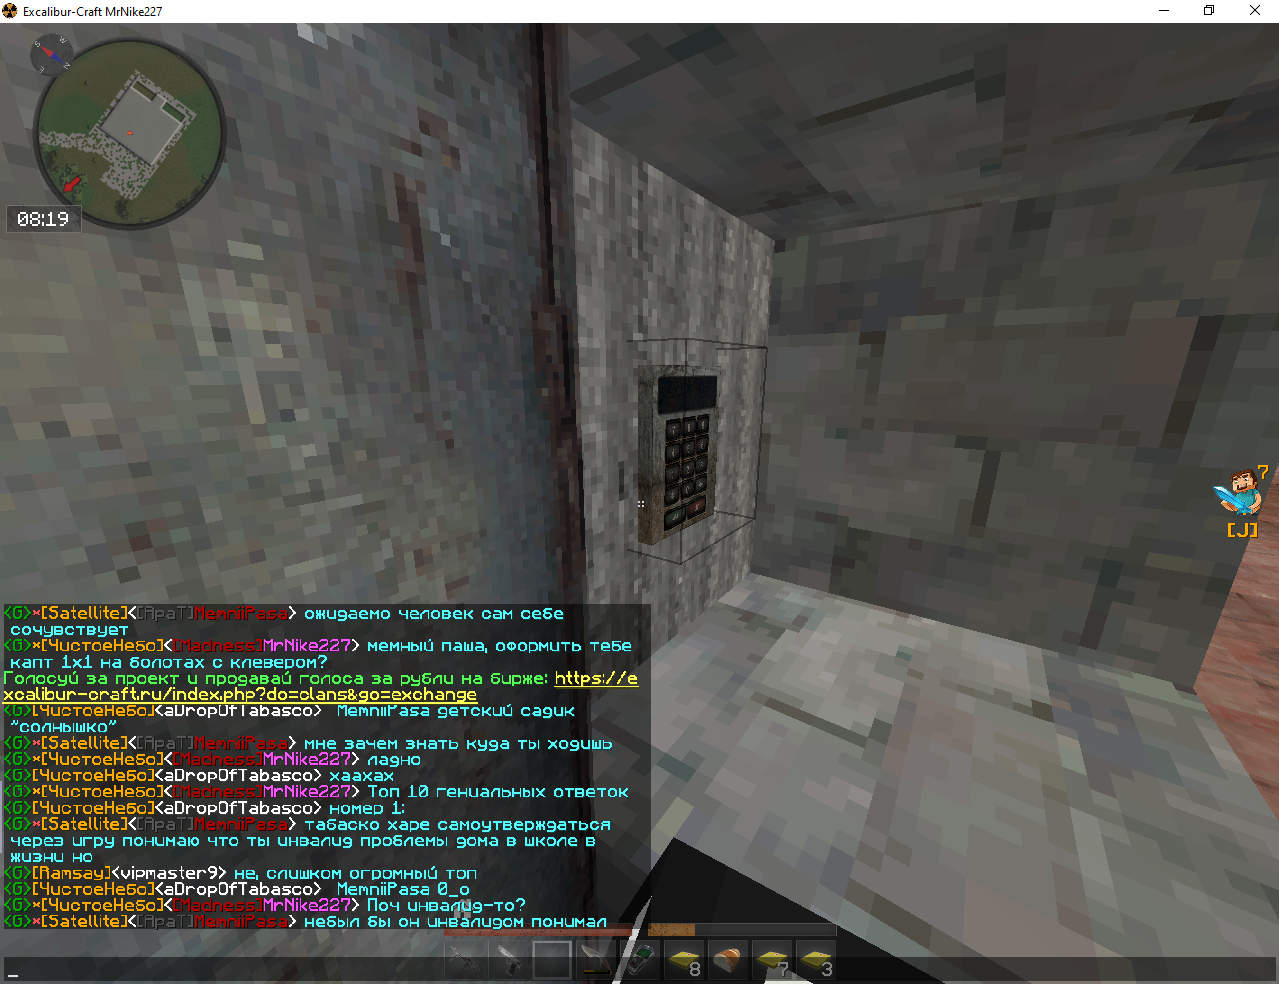 Excalibur-Craft MrNike227
S W
E N
08:19
7
[J]
<G>*[Satellite]<[ApaT]MemniiPasa> ожидаемо человек сам себе
сочувствует
<G>*[ЧистоеНебо]<[Madness]MrNike227> мемный паша, оформить тебе
капт 1x1 на болотах с клевером?
Голосуй за проект и продавай голоса за рубли на бирже: https://e
xcalibur-craft.ru/index.php?do=clans&go=exchange
<G>[ЧистоеНебо]<aDropOfTabasco> MemniiPasa детский садик
"солнышко"
<G>*[Satellite]<[ApaT]MemniiPasa> мне зачем знать куда ты ходишь
<G>*[ЧистоеНебо]<[Madness]MrNike227> ладно
<G>[ЧистоеНебо]<aDropOfTabasco> хаахах
<G>*[ЧистоеНебо]<[Madness]MrNike227> Топ 10 гениальных ответок
<G>[ЧистоеНебо]<aDropOfTabasco> номер 1:
<G>*[Satellite]<[ApaT]MemniiPasa> табаско харе самоутверждаться
через игру понимаю что ты инвалид проблемы дома в школе в
жизни но
<G>[Ramsay]<vipmaster9> не, слишком огромный топ
<G>[ЧистоеНебо]<aDropOfTabasco> MemniiPasa 0_o
<G>*[ЧистоеНебо]<[Madness]MrNike227> Поч инвалид-то?
<G>*[Satellite]<[ApaT]MemniiPasa> небыл бы он инвалидом понимал
8 7 3